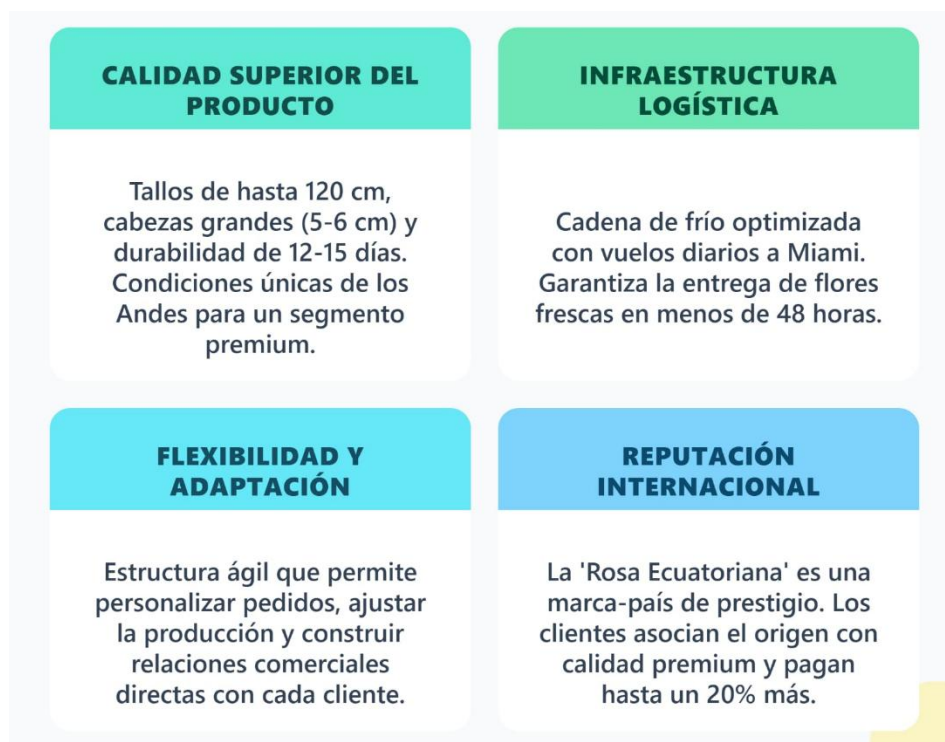 CALIDAD SUPERIOR DEL
PRODUCTO
Tallos de hasta 120 cm,
cabezas grandes (5-6 cm) y
durabilidad de 12-15 días.
Condiciones únicas de los
Andes para un segmento
premium.
INFRAESTRUCTURA
LOGÍSTICA
Cadena de frío optimizada
con vuelos diarios a Miami.
Garantiza la entrega de flores
frescas en menos de 48 horas.
FLEXIBILIDAD Y
ADAPTACIÓN
Estructura ágil que permite
personalizar pedidos, ajustar
la producción y construir
relaciones comerciales
directas con cada cliente.
REPUTACIÓN
INTERNACIONAL
La 'Rosa Ecuatoriana' es una
marca-país de prestigio. Los
clientes asocian el origen con
calidad premium y pagan
hasta un 20% más.